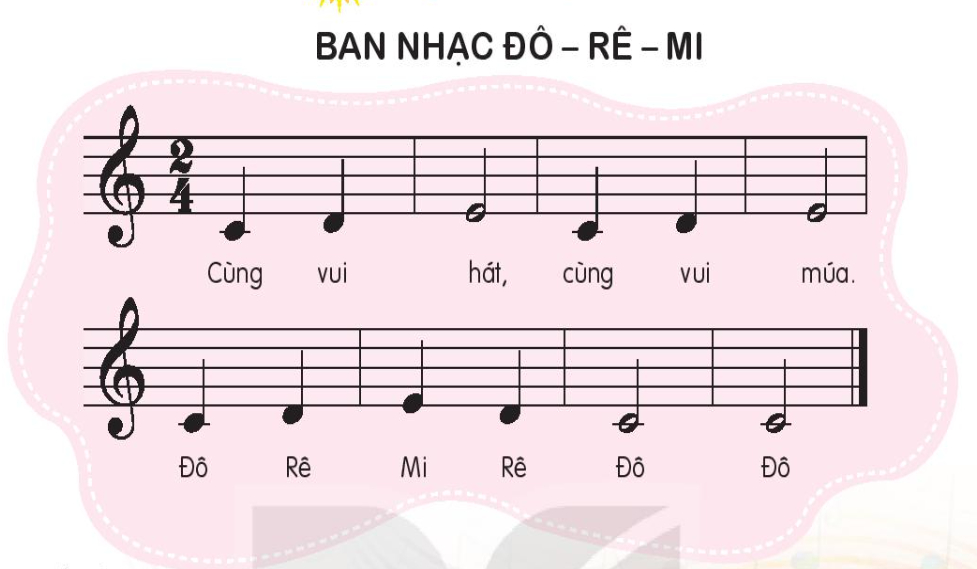 BAN NHẠC ĐÔ – RÊ – MI
2
4
Cùng vui hát, cùng vui múa.
Đô Rê Mi Rê Đô Đô